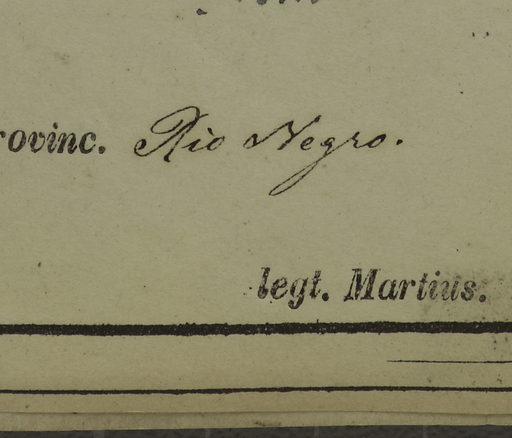 rovinc. Rio Negro.
legt. Martius.